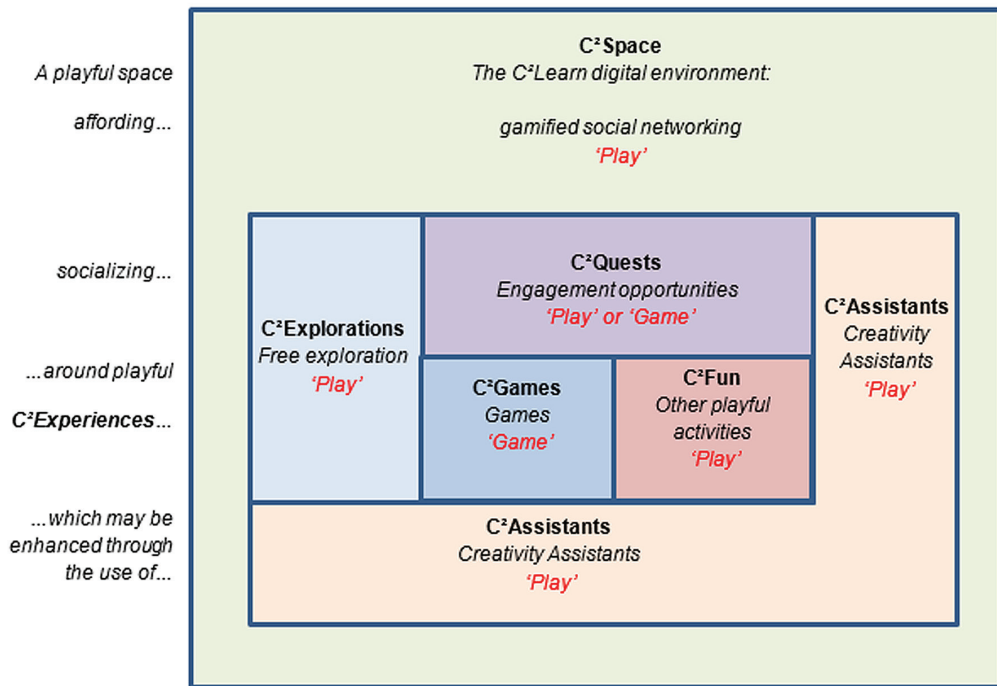 A playful space
affording...
socializing...
...around playful
C²Experiences...
...which may be
enhanced through
the use of...
C²Space
The C²Learn digital environment:
gamified social networking
‘Play’
C²Explorations
Free exploration
‘Play’
C²Quests
Engagement opportunities
‘Play’ or ‘Game’
C²Games
Games
‘Game’
C²Fun
Other playful
activities
‘Play’
C²Assistants
Creativity
Assistants
‘Play’
C²Assistants
Creativity Assistants
‘Play’